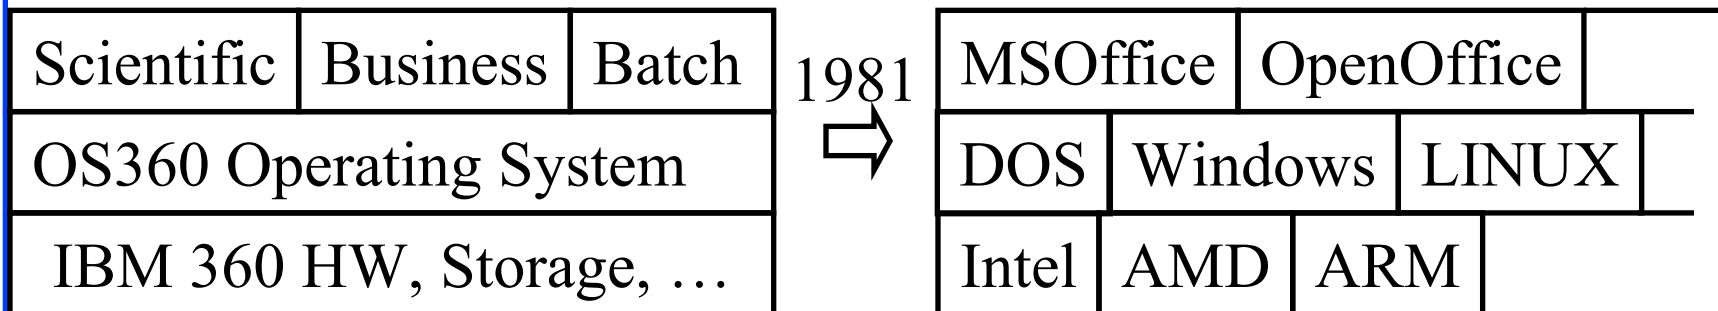 Scientific Business Batch
OS360 Operating System
IBM 360 HW, Storage, …
1981
MSOffice OpenOffice
DOS Windows LINUX
Intel AMD ARM